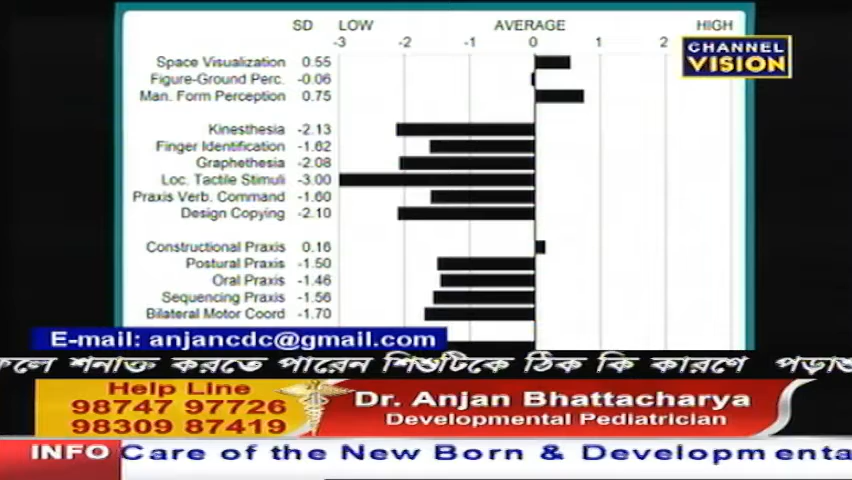 SD LOW AVERAGE HIGH
-3 -2 -1 0 1 2
CHANNEL
VISION
Space Visualization 0.55
Figure-Ground Perc. -0.06
Man. Form Perception 0.75
Kinesthesia -2.13
Finger Identification -1.62
Graphethesia -2.08
Loc. Tactile Stimuli -3.00
Praxis Verb. Command -1.60
Design Copying -2.10
Constructional Praxis 0.16
Postural Praxis -1.50
Oral Praxis -1.46
Sequencing Praxis -1.56
Bilateral Motor Coord -1.70
E-mail: anjancdc@gmail.com
ফলে শনাক্ত করতে পারেন শিশুটিকে ঠিক কি কারণে পড়াশু
Help Line
98747 97726
98309 87419
Dr. Anjan Bhattacharya
Developmental Pediatrician
INFO Care of the New Born & Developmenta